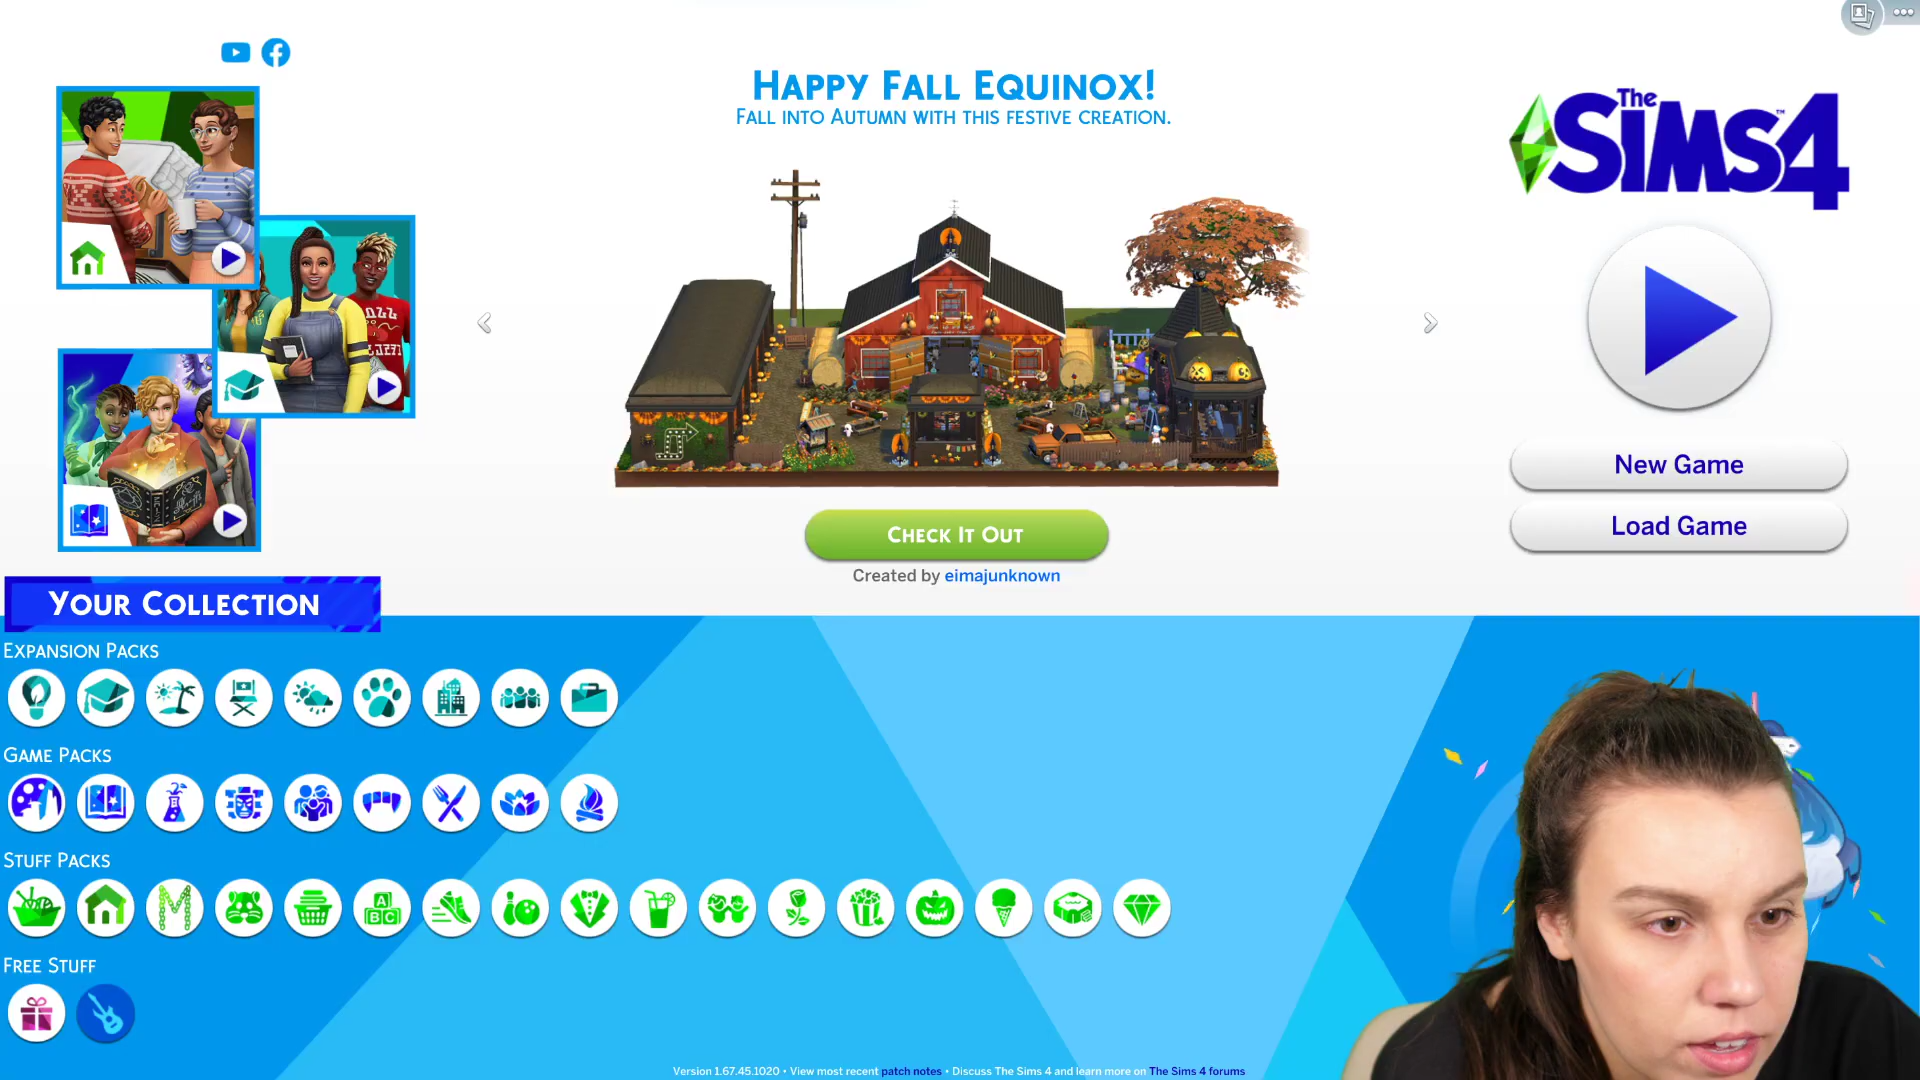 HAPPY FALL EQUINOX!
FALL INTO AUTUMN WITH THIS FESTIVE CREATION.
The SiMS 4
™
New Game
Load Game
CHECK IT OUT
Created by eimajunknown
YOUR COLLECTION
EXPANSION PACKS
GAME PACKS
STUFF PACKS
A
B C
FREE STUFF
Version 1.67.45.1020 • View most recent patch notes • Discuss The Sims 4 and learn more on The Sims 4 forums